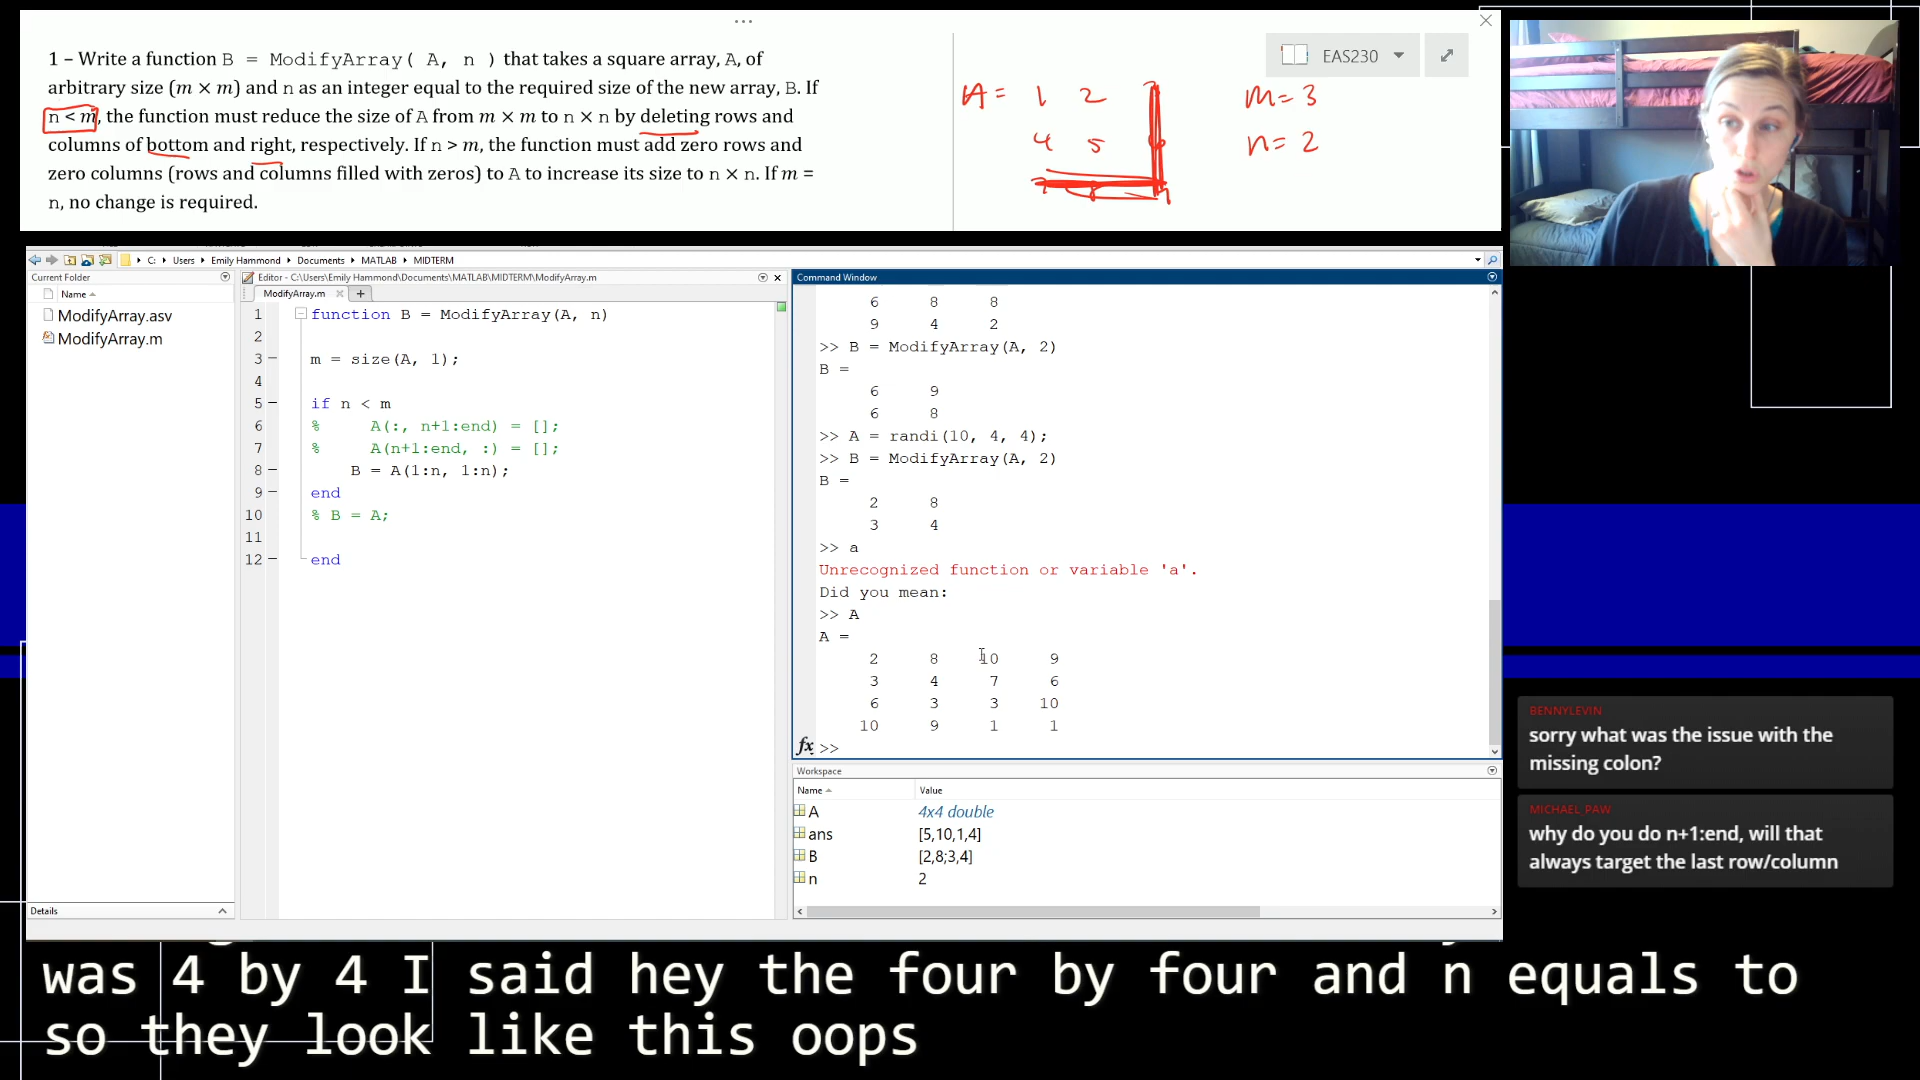 1 – Write a function B = ModifyArray( A, n ) that takes a square array, A, of
arbitrary size (m × m) and n as an integer equal to the required size of the new array, B. If
n < m, the function must reduce the size of A from m × m to n × n by deleting rows and
columns of bottom and right, respectively. If n > m, the function must add zero rows and
zero columns (rows and columns filled with zeros) to A to increase its size to n × n. If m =
n, no change is required.
A = 1 2
4 5
m = 3
n = 2
EAS230
C: Users Emily Hammond Documents MATLAB MIDTERM
Current Folder
Name
ModifyArray.asv
ModifyArray.m
Details
Editor - C:\Users\Emily Hammond\Documents\MATLAB\MIDTERM\ModifyArray.m
ModifyArray.m
1 function B = ModifyArray(A, n)
2
3 m = size(A, 1);
4
5 if n < m
6 % A(:, n+1:end) = [];
7 % A(n+1:end, :) = [];
8 B = A(1:n, 1:n);
9 end
10 % B = A;
11
12 end
Command Window
6 8 8
9 4 2
>> B = ModifyArray(A, 2)
B =
6 9
6 8
>> A = randi(10, 4, 4);
>> B = ModifyArray(A, 2)
B =
2 8
3 4
>> a
Unrecognized function or variable 'a'.
Did you mean:
>> A
A =
2 8 10 9
3 4 7 6
6 3 3 10
10 9 1 1
fx >>
Workspace
Name Value
A 4x4 double
ans [5,10,1,4]
B [2,8;3,4]
n 2
BENNYLEVIN
sorry what was the issue with the
missing colon?
MICHAEL_PAW
why do you do n+1:end, will that
always target the last row/column
was 4 by 4 I said hey the four by four and n equals to
so they look like this oops